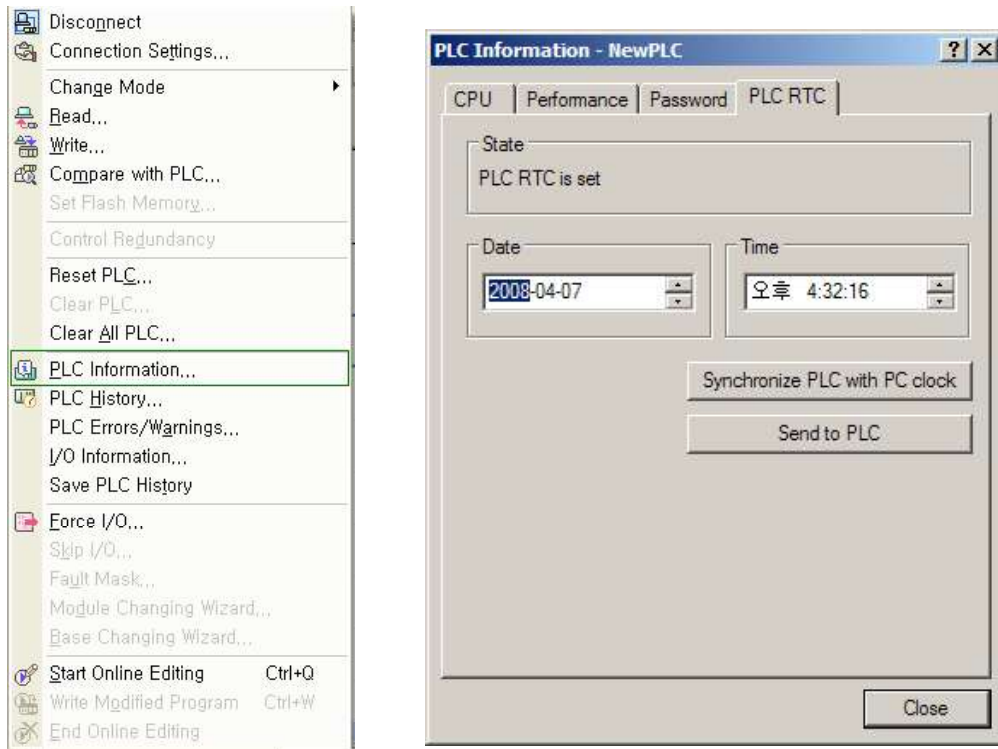 Disconnect
Connection Settings...
Change Mode
Read...
Write...
Compare with PLC...
Set Flash Memory...
Control Redundancy
Reset PLC...
Clear PLC...
Clear All PLC...
PLC Information...
PLC History...
PLC Errors/Warnings...
I/O Information...
Save PLC History
Force I/O...
Skip I/O...
Fault Mask...
Module Changing Wizard...
Base Changing Wizard...
Start Online Editing Ctrl+Q
Write Modified Program Ctrl+W
End Online Editing
PLC Information - NewPLC
CPU Performance Password PLC RTC
State
PLC RTC is set
Date Time
2008-04-07 오후 4:32:16
Synchronize PLC with PC clock
Send to PLC
Close